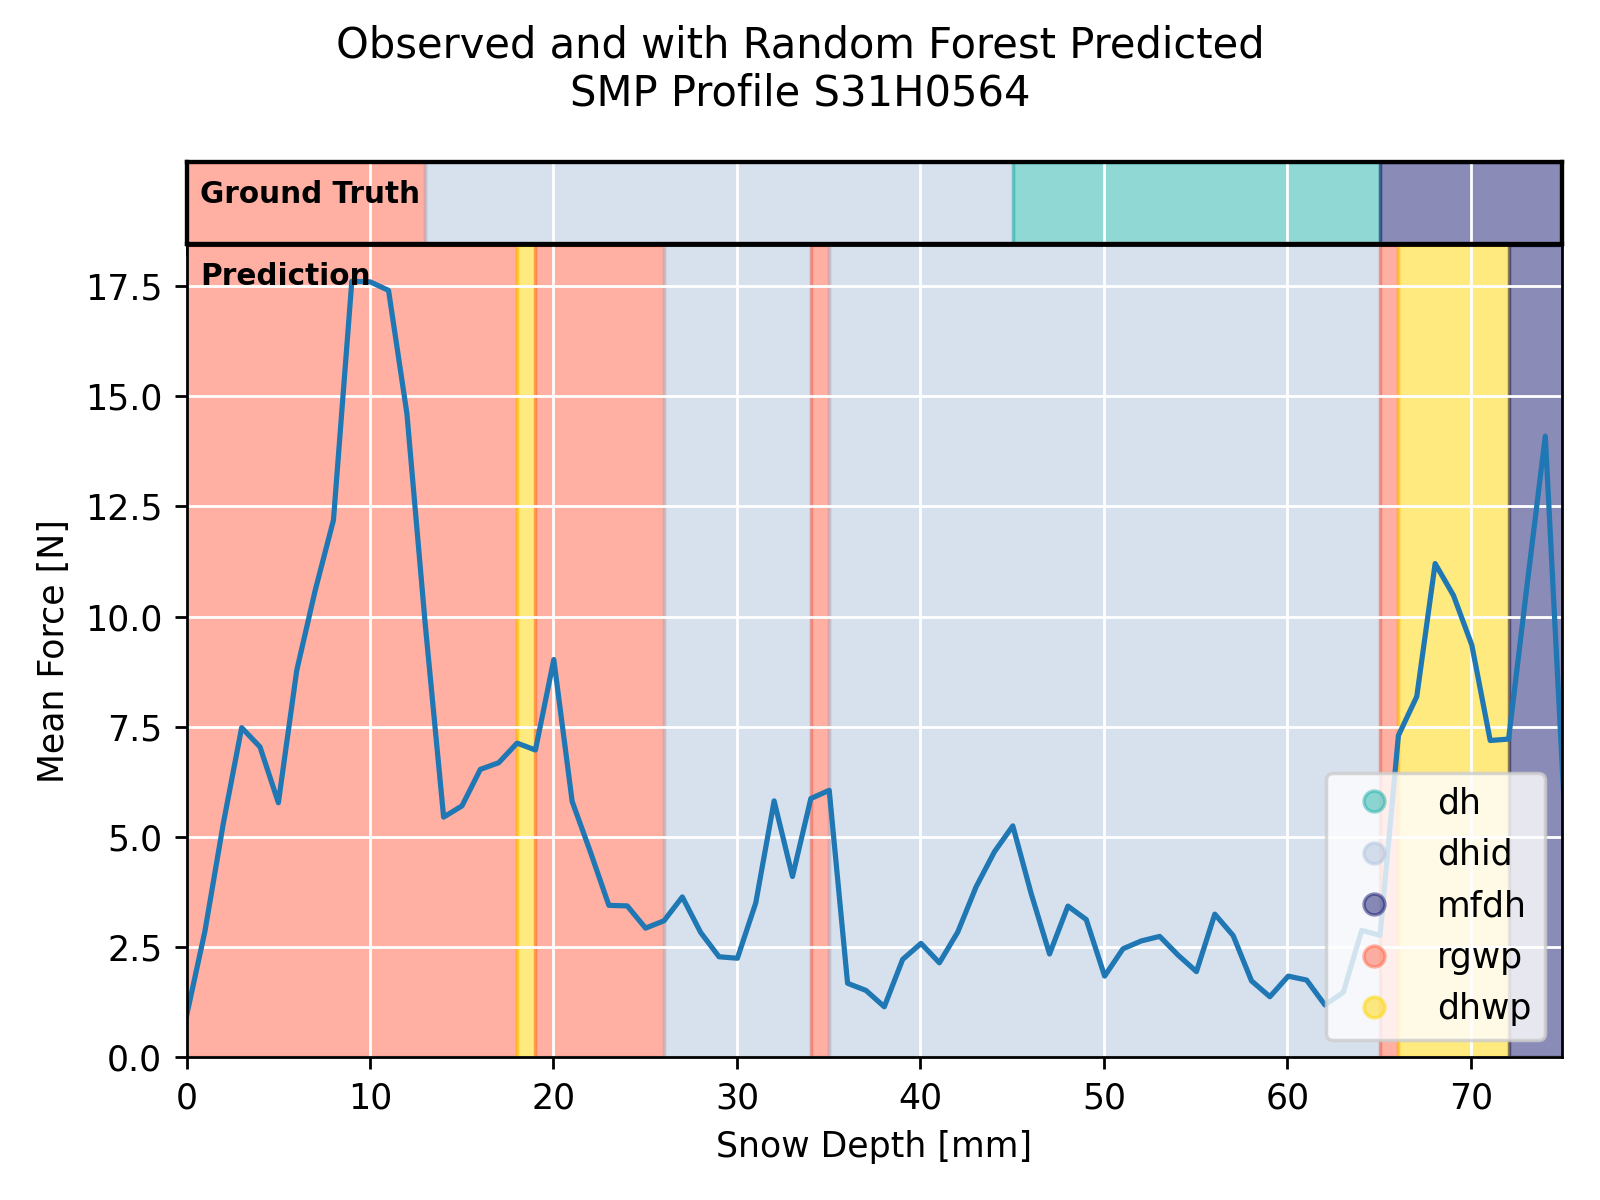 Observed and with Random Forest Predicted
SMP Profile S31H0564
Ground Truth
Prediction
17.5
15.0
12.5
10.0
7.5
5.0
2.5
0.0
Mean Force [N]
dh
dhid
mfdh
rgwp
dhwp
0 10 20 30 40 50 60 70
Snow Depth [mm]